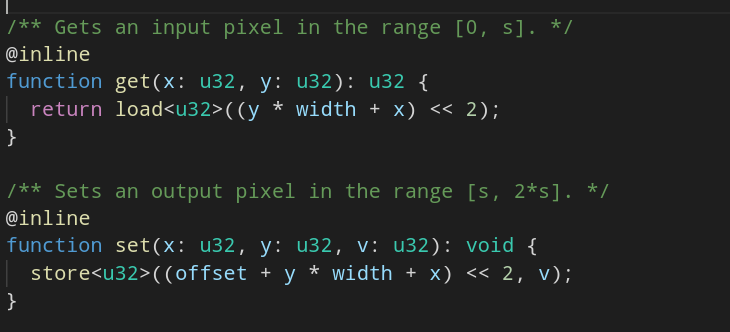 /** Gets an input pixel in the range [0, s]. */
@inline
function get(x: u32, y: u32): u32 {
  return load<u32>((y * width + x) << 2);
}

/** Sets an output pixel in the range [s, 2*s]. */
@inline
function set(x: u32, y: u32, v: u32): void {
  store<u32>((offset + y * width + x) << 2, v);
}